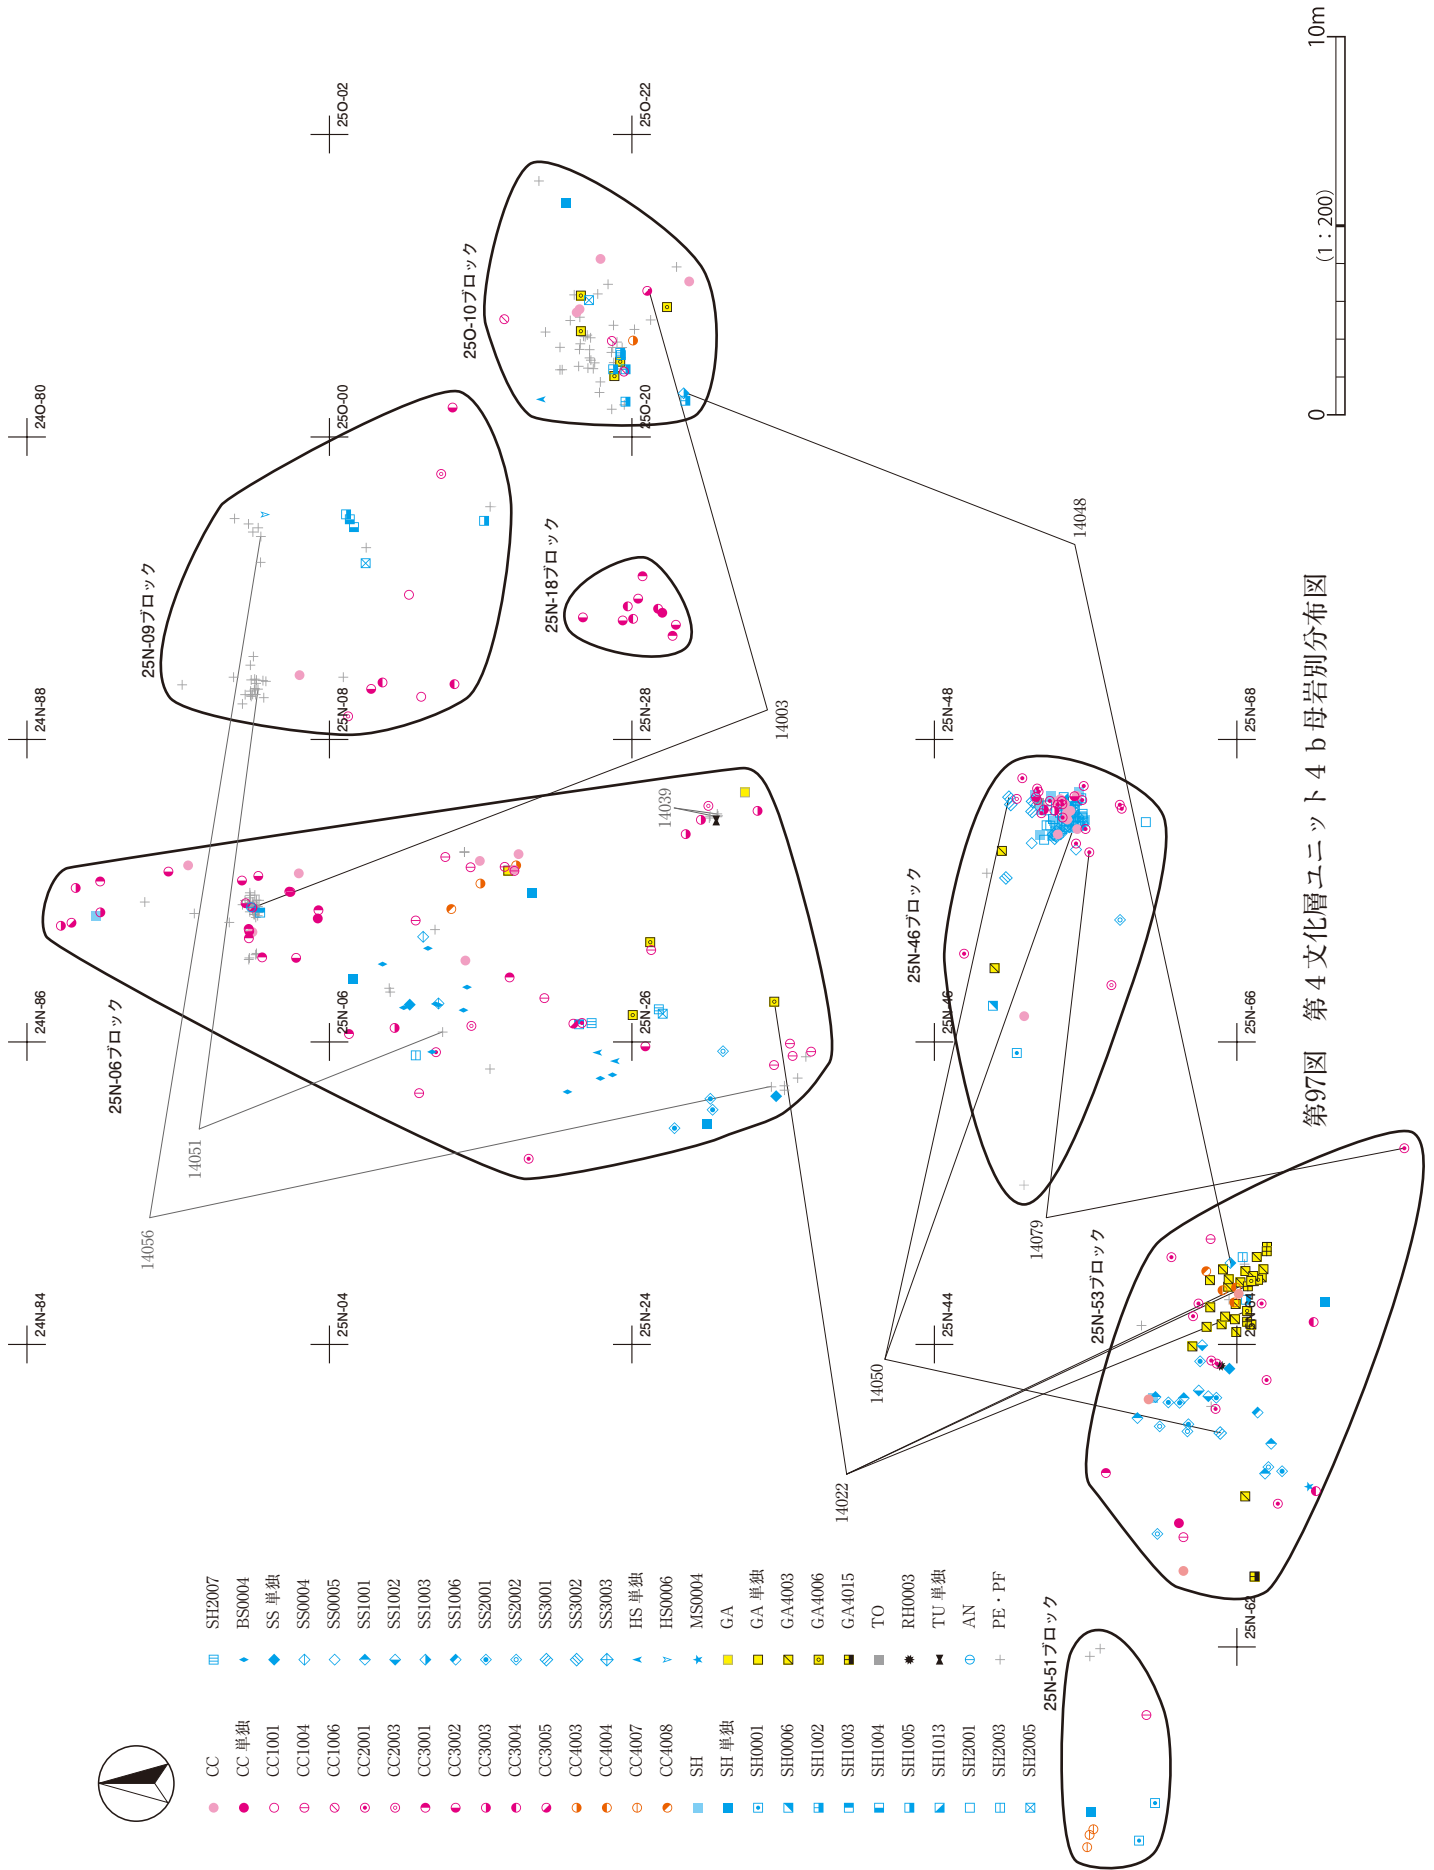 24N-84
24N-86
24N-88
24O-80
25N-04
25N-06
25N-08
25O-00
25O-02
25N-24
25N-26
25N-28
25O-20
25O-22
25N-44
25N-46
25N-48
25N-62
25N-64
25N-66
25N-68
25N-06ブロック
25N-09ブロック
25O-10ブロック
25N-18ブロック
25N-46ブロック
25N-53ブロック
25N-51ブロック
14056
14051
14039
14003
14048
14050
14079
14022
CC
CC 単独
CC1001
CC1004
CC1006
CC2001
CC2003
CC3001
CC3002
CC3003
CC3004
CC3005
CC4003
CC4004
CC4007
CC4008
SH
SH 単独
SH0001
SH0006
SH1002
SH1003
SH1004
SH1005
SH1013
SH2001
SH2003
SH2005
SH2007
BS0004
SS 単独
SS0004
SS0005
SS1001
SS1002
SS1003
SS1006
SS2001
SS2002
SS3001
SS3002
SS3003
HS 単独
HS0006
MS0004
GA
GA 単独
GA4003
GA4006
GA4015
TO
RH0003
TU 単独
AN
PE・PF
0 (1:200) 10m
第97図 第4文化層ユニット4b母岩別分布図